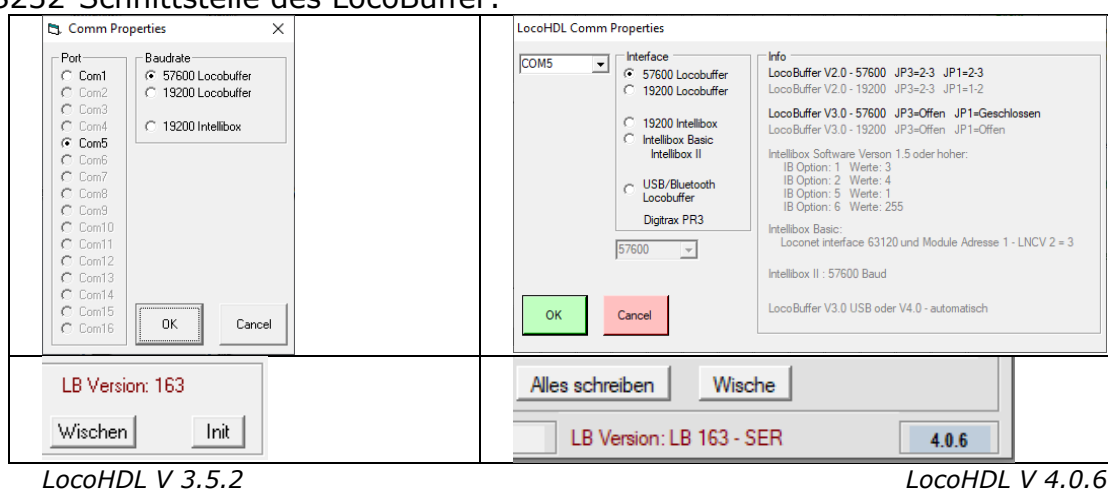 S232 Schnittstelle des LocoBuffer:
Comm Properties
Port
Com1
Com2
Com3
Com4
Com5
Com6
Com7
Com8
Com9
Com10
Com11
Com12
Com13
Com14
Com15
Com16
Baudrate
57600 Locobuffer
19200 Locobuffer
19200 Intellibox
OK
Cancel
LocoHDL Comm Properties
COM5
Interface
57600 Locobuffer
19200 Locobuffer
19200 Intellibox
Intellibox Basic
Intellibox II
USB/Bluetooth
Locobuffer
Digitrax PR3
57600
OK
Cancel
Info
LocoBuffer V2.0 - 57600 JP3=2-3 JP1=2-3
LocoBuffer V2.0 - 19200 JP3=2-3 JP1=1-2
LocoBuffer V3.0 - 57600 JP3=Offen JP1=Geschlossen
LocoBuffer V3.0 - 19200 JP3=Offen JP1=Offen
Intellibox Software Verson 1.5 oder hoher:
IB Option: 1 Werte: 3
IB Option: 2 Werte: 4
IB Option: 5 Werte: 1
IB Option: 6 Werte: 255
Intellibox Basic:
Loconet interface 63120 und Module Adresse 1 - LNCV 2 = 3
Intellibox II : 57600 Baud
LocoBuffer V3.0 USB oder V4.0 - automatisch
LB Version: 163
Wischen Init
Alles schreiben Wische
LB Version: LB 163 - SER 4.0.6
LocoHDL V 3.5.2 LocoHDL V 4.0.6